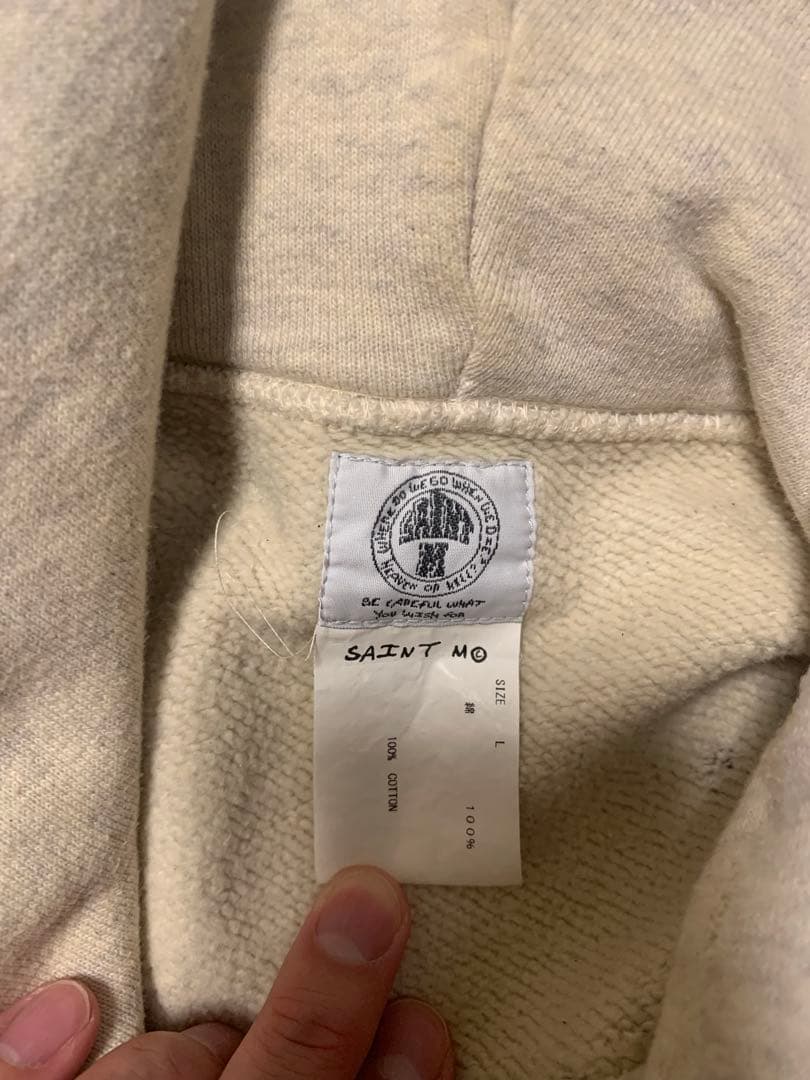 WHERE DO WE GO WHEN WE DIE?
HEAVEN OR HELL?
SAINT
M
BE CAREFUL WHAT
YOU WISH FOR
SAINT M©
SIZE L
綿 100%
100% COTTON